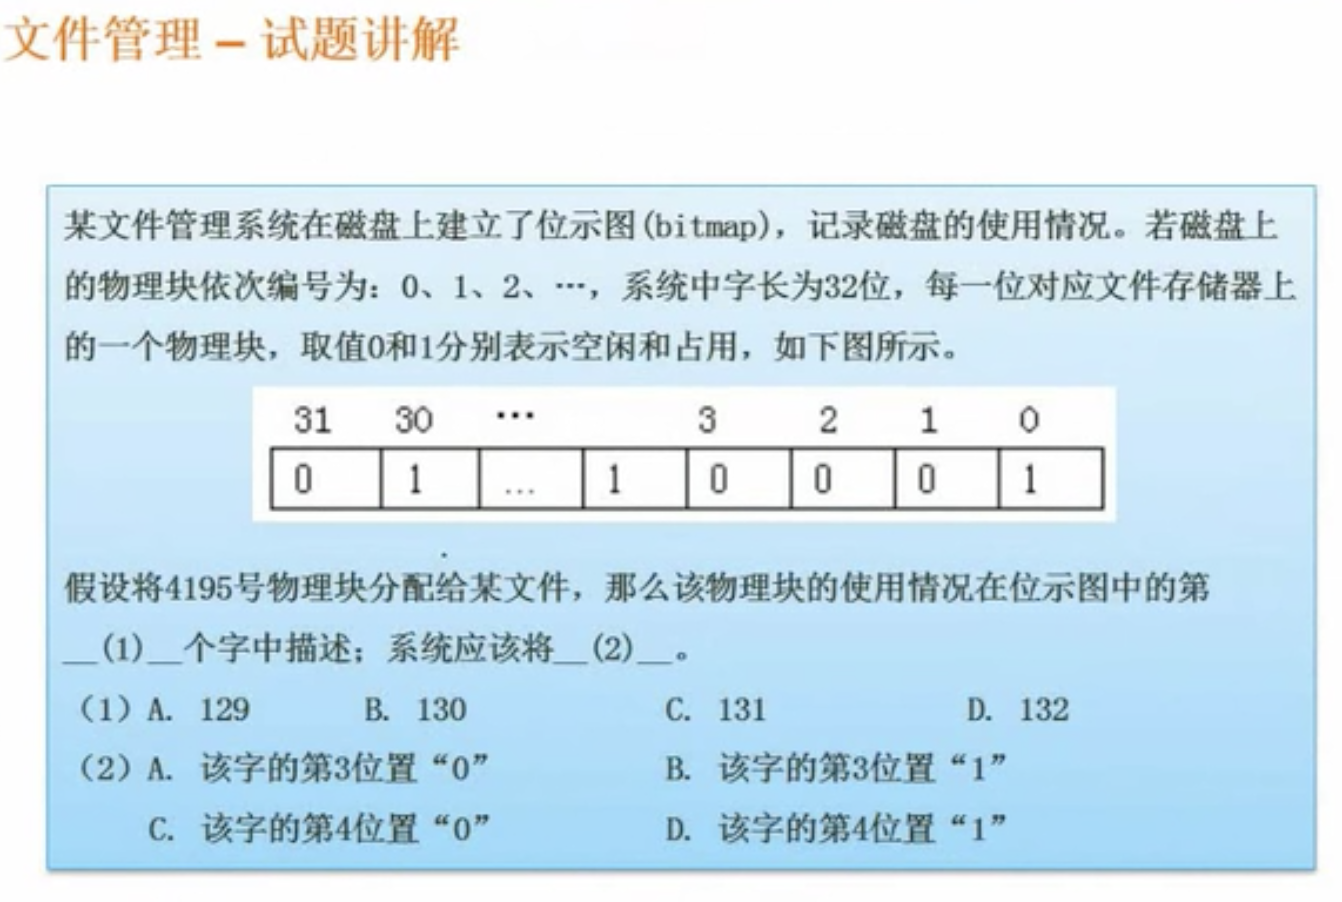 文件管理 – 试题讲解
某文件管理系统在磁盘上建立了位示图(bitmap)，记录磁盘的使用情况。若磁盘上
的物理块依次编号为：0、1、2、…，系统中字长为32位，每一位对应文件存储器上
的一个物理块，取值0和1分别表示空闲和占用，如下图所示。
31 30 … 3 2 1 0
0 1 ... 1 0 0 0 1
假设将4195号物理块分配给某文件，那么该物理块的使用情况在位示图中的第
__(1)__个字中描述；系统应该将__(2)__。
（1）A. 129 B. 130 C. 131 D. 132
（2）A. 该字的第3位置“0” B. 该字的第3位置“1”
C. 该字的第4位置“0” D. 该字的第4位置“1”